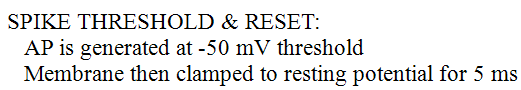 SPIKE THRESHOLD & RESET:
AP is generated at -50 mV threshold
Membrane then clamped to resting potential for 5 ms